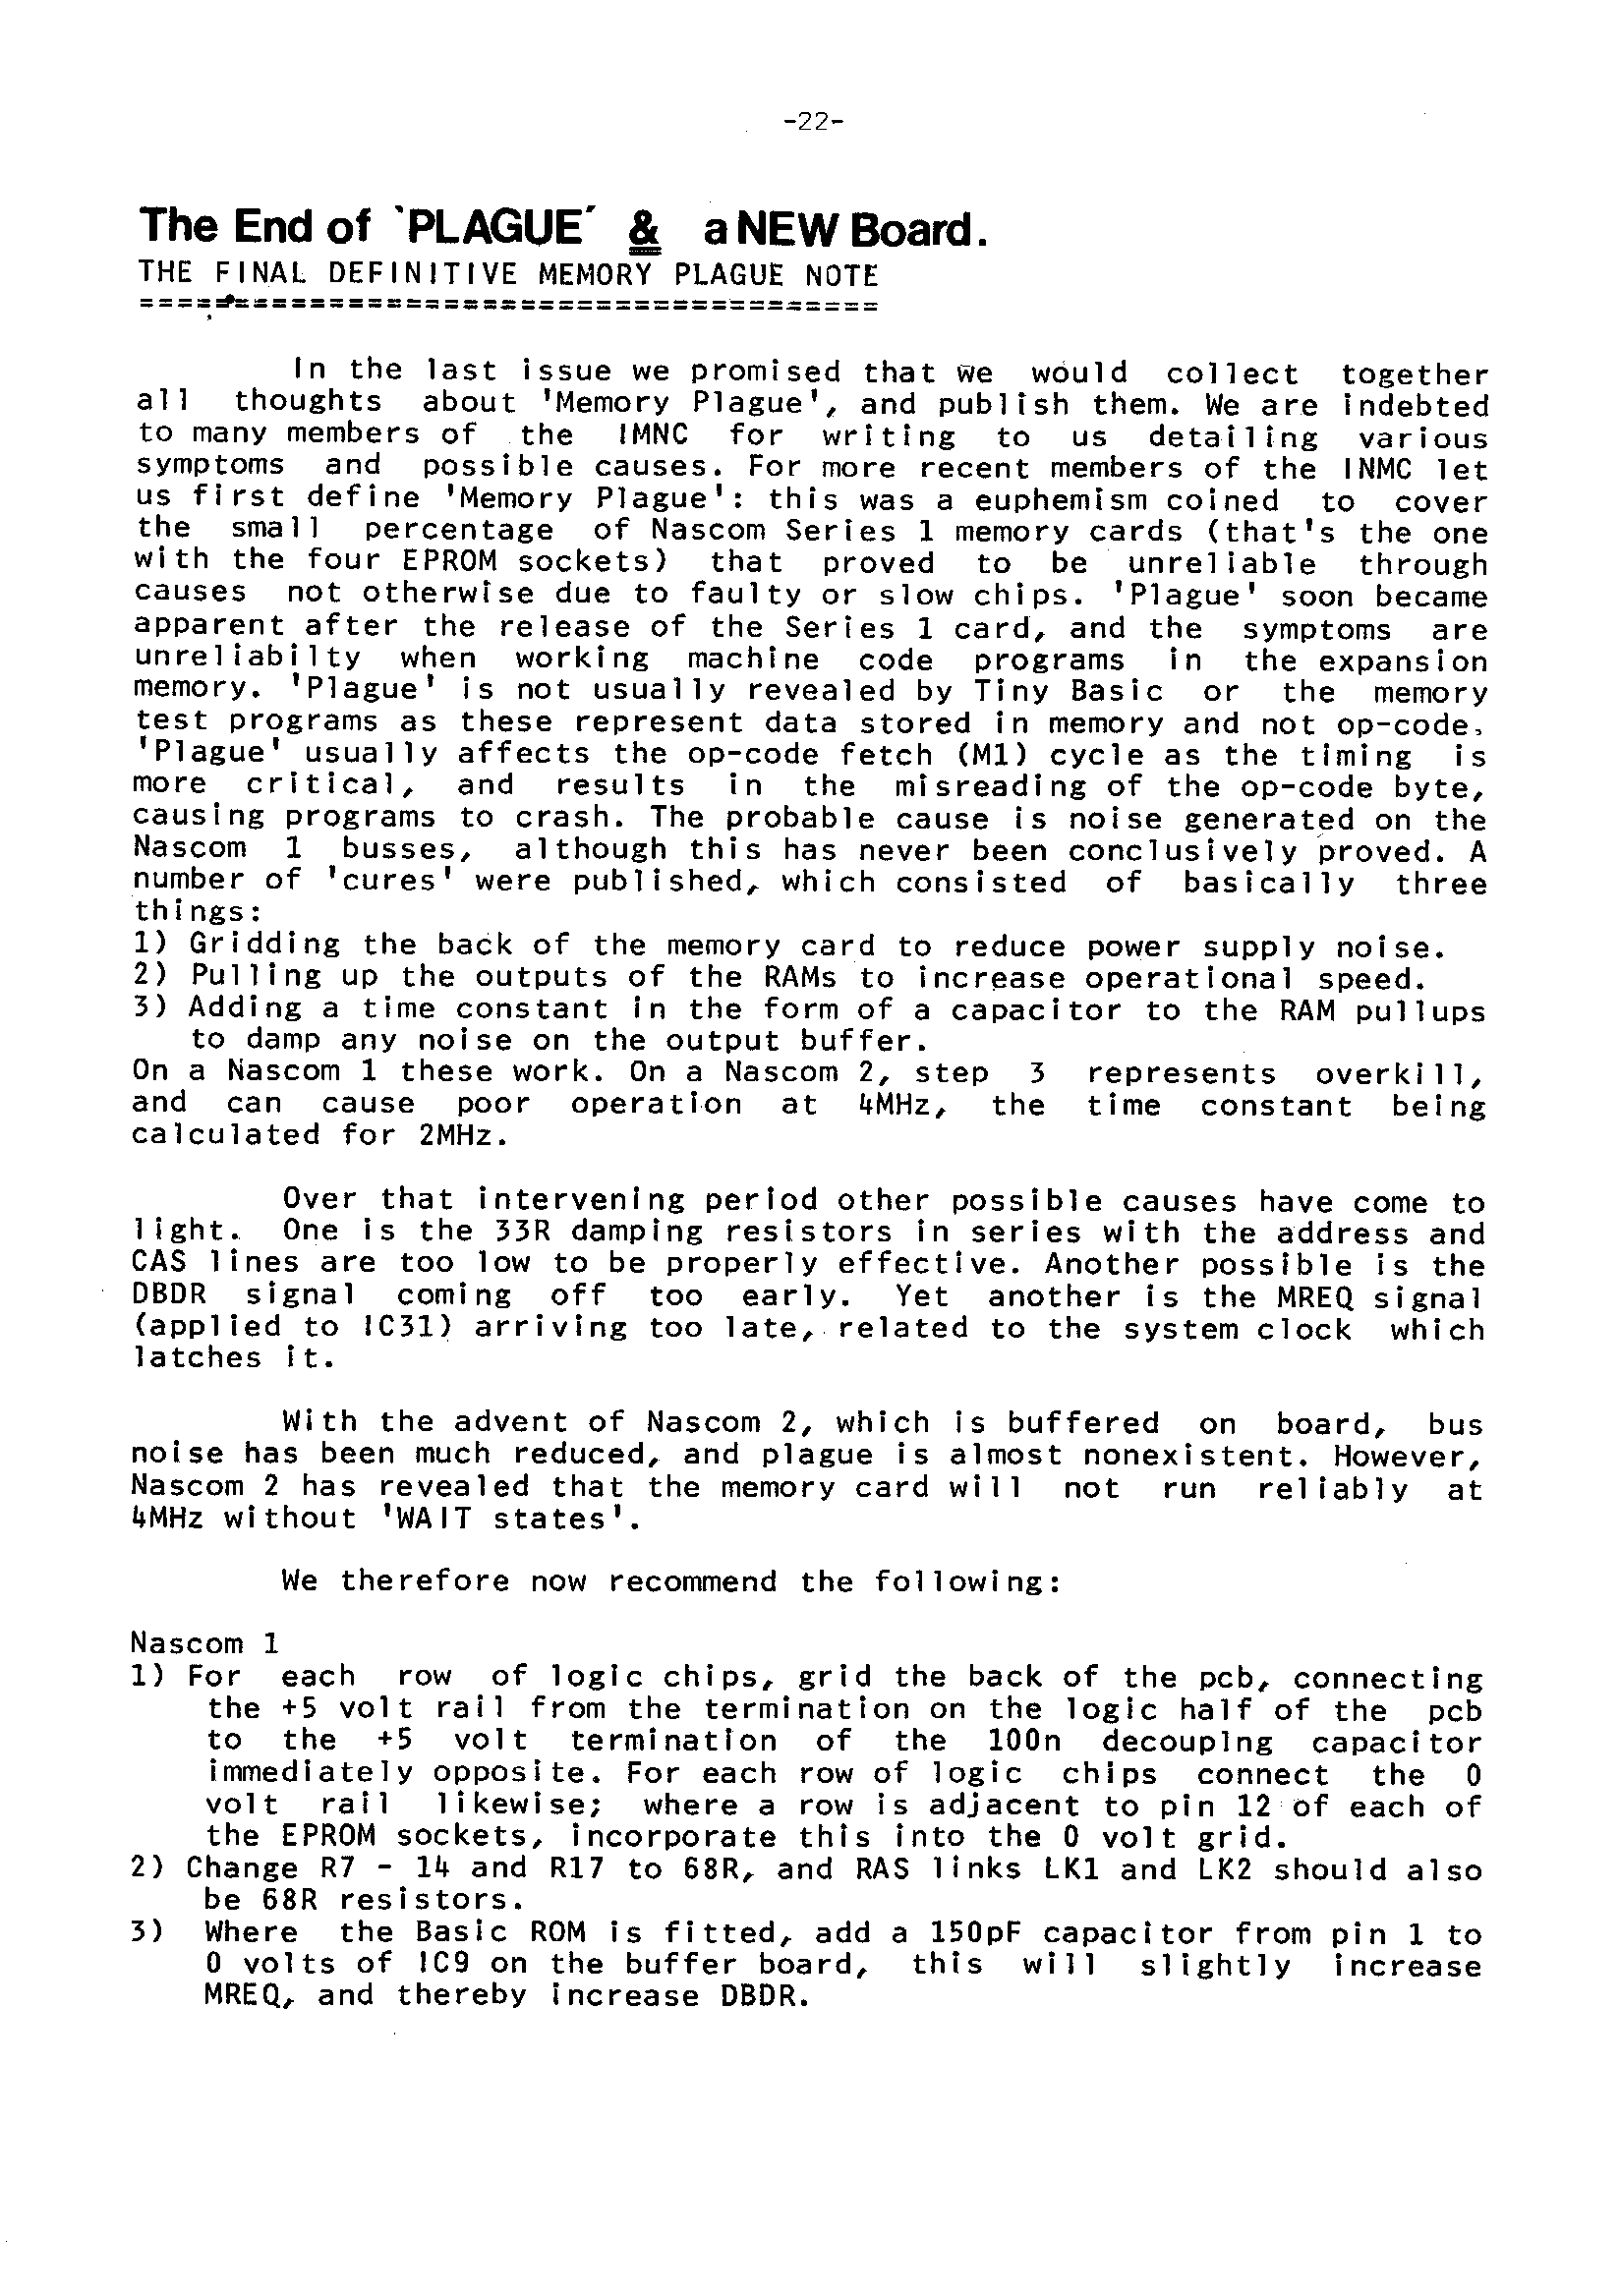 -22-
The End of `PLAGUE´ & a NEW Board.
THE FINAL DEFINITIVE MEMORY PLAGUE NOTE
=======================================
In the last issue we promised that we would collect together
all thoughts about 'Memory Plague', and publish them. We are indebted
to many members of the IMNC for writing to us detailing various
symptoms and possible causes. For more recent members of the INMC let
us first define 'Memory Plague': this was a euphemism coined to cover
the small percentage of Nascom Series 1 memory cards (that's the one
with the four EPROM sockets) that proved to be unreliable through
causes not otherwise due to faulty or slow chips. 'Plague' soon became
apparent after the release of the Series 1 card, and the symptoms are
unreliabilty when working machine code programs in the expansion
memory. 'Plague' is not usually revealed by Tiny Basic or the memory
test programs as these represent data stored in memory and not op-code.
'Plague' usually affects the op-code fetch (M1) cycle as the timing is
more critical, and results in the misreading of the op-code byte,
causing programs to crash. The probable cause is noise generated on the
Nascom 1 busses, although this has never been conclusively proved. A
number of 'cures' were published, which consisted of basically three
things:
1) Gridding the back of the memory card to reduce power supply noise.
2) Pulling up the outputs of the RAMs to increase operational speed.
3) Adding a time constant in the form of a capacitor to the RAM pullups
to damp any noise on the output buffer.
On a Nascom 1 these work. On a Nascom 2, step 3 represents overkill,
and can cause poor operation at 4MHz, the time constant being
calculated for 2MHz.
Over that intervening period other possible causes have come to
light. One is the 33R damping resistors in series with the address and
CAS lines are too low to be properly effective. Another possible is the
DBDR signal coming off too early. Yet another is the MREQ signal
(applied to IC31) arriving too late, related to the system clock which
latches it.
With the advent of Nascom 2, which is buffered on board, bus
noise has been much reduced, and plague is almost nonexistent. However,
Nascom 2 has revealed that the memory card will not run reliably at
4MHz without 'WAIT states'.
We therefore now recommend the following:
Nascom 1
1) For each row of logic chips, grid the back of the pcb, connecting
the +5 volt rail from the termination on the logic half of the pcb
to the +5 volt termination of the 100n decouplng capacitor
immediately opposite. For each row of logic chips connect the 0
volt rail likewise; where a row is adjacent to pin 12 of each of
the EPROM sockets, incorporate this into the 0 volt grid.
2) Change R7 - 14 and R17 to 68R, and RAS links LK1 and LK2 should also
be 68R resistors.
3) Where the Basic ROM is fitted, add a 150pF capacitor from pin 1 to
0 volts of IC9 on the buffer board, this will slightly increase
MREQ, and thereby increase DBDR.